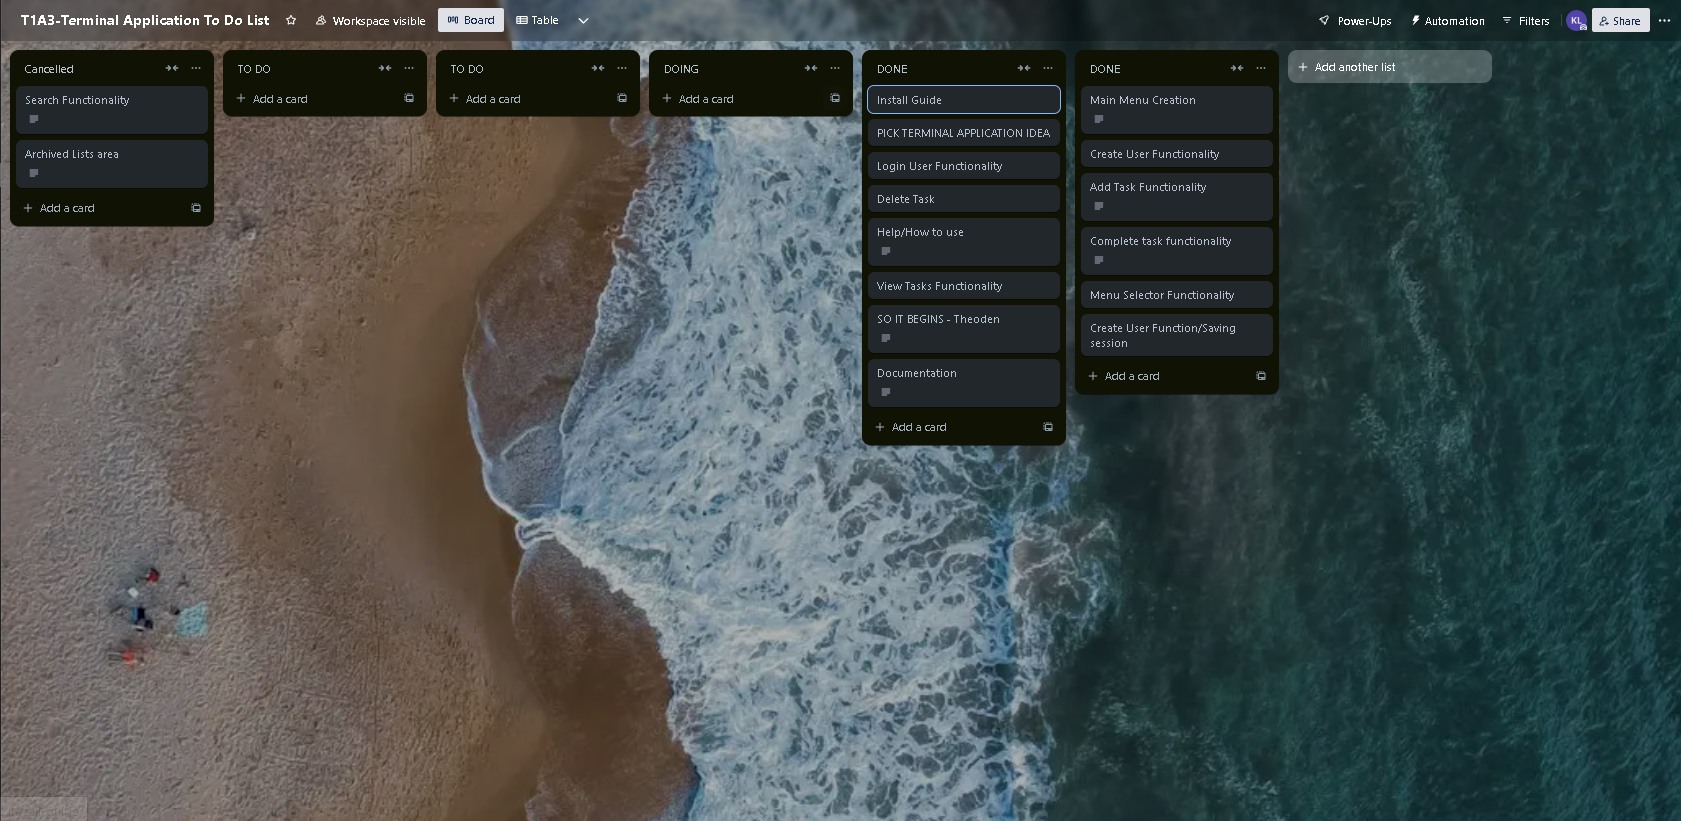 T1A3-Terminal Application To Do List
Workspace visible
Board
Table
Power-Ups
Automation
Filters
KL
Share
Cancelled
Search Functionality
Archived Lists area
+ Add a card
TO DO
+ Add a card
TO DO
+ Add a card
DOING
+ Add a card
DONE
Install Guide
PICK TERMINAL APPLICATION IDEA
Login User Functionality
Delete Task
Help/How to use
View Tasks Functionality
SO IT BEGINS - Theoden
Documentation
+ Add a card
DONE
Main Menu Creation
Create User Functionality
Add Task Functionality
Complete task functionality
Menu Selector Functionality
Create User Function/Saving
session
+ Add a card
+ Add another list